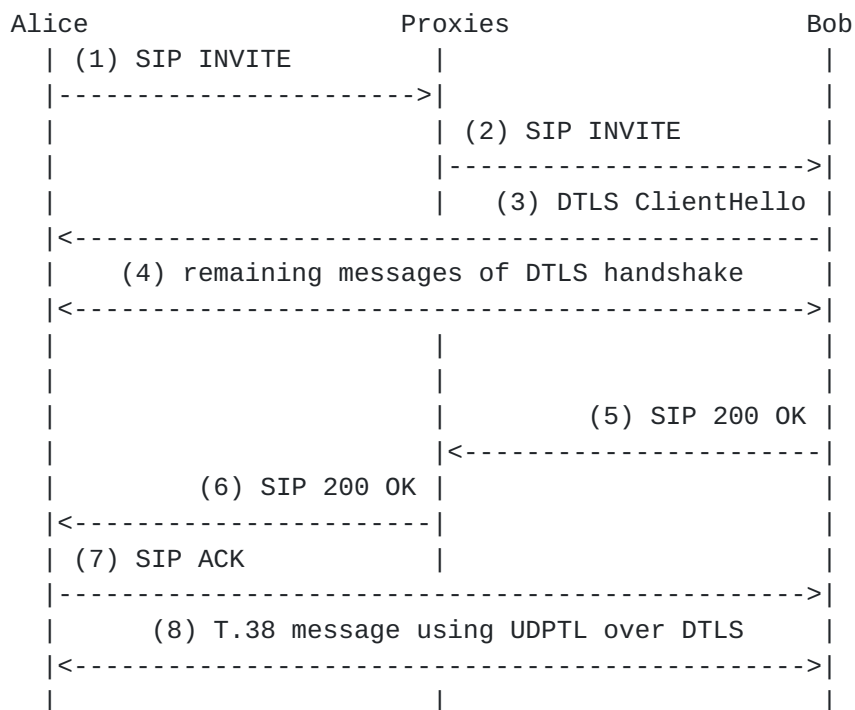 Alice Proxies Bob
(1) SIP INVITE
(2) SIP INVITE
(3) DTLS ClientHello
(4) remaining messages of DTLS handshake
(5) SIP 200 OK
(6) SIP 200 OK
(7) SIP ACK
(8) T.38 message using UDPTL over DTLS